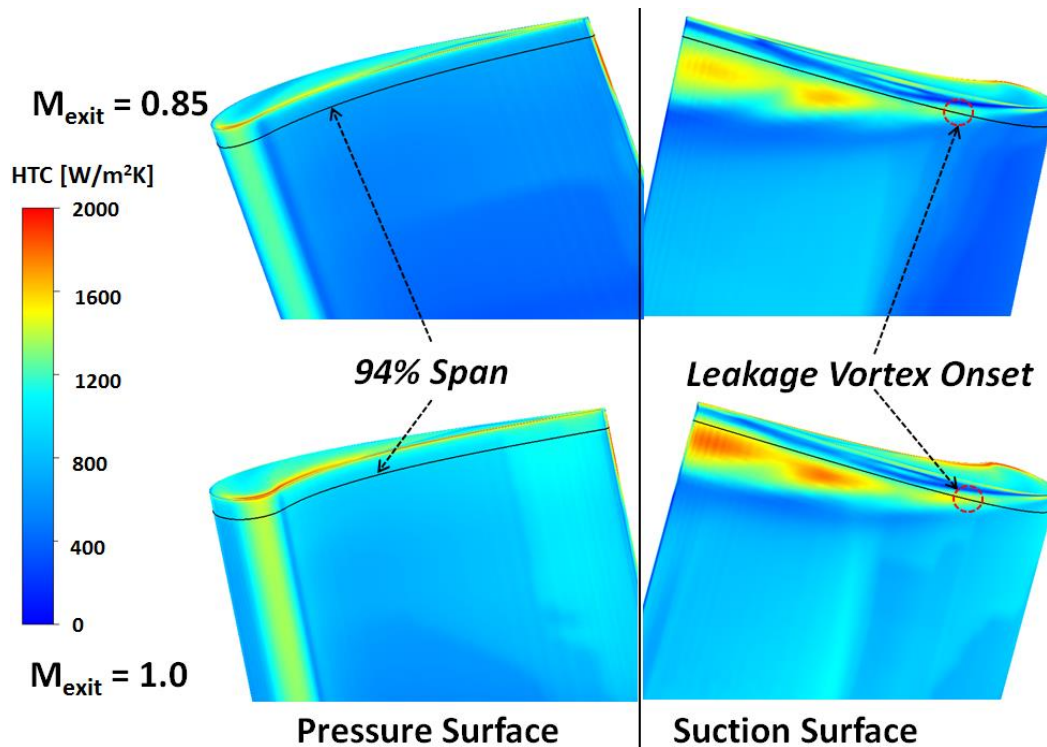 M_exit = 0.85
HTC [W/m²K]
2000
1600
1200
800
400
0
94% Span
Leakage Vortex Onset
M_exit = 1.0
Pressure Surface
Suction Surface